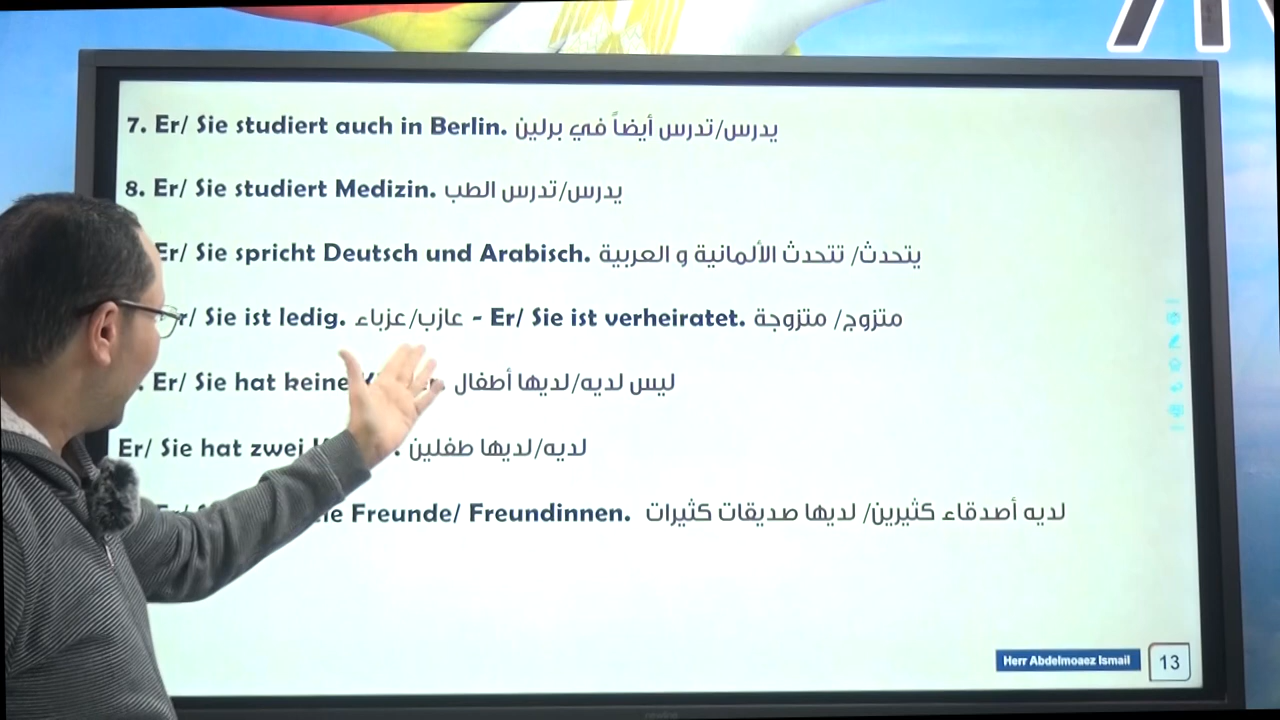 7. Er/ Sie studiert auch in Berlin. يدرس/تدرس أيضاً في برلين
8. Er/ Sie studiert Medizin. يدرس/تدرس الطب
Er/ Sie spricht Deutsch und Arabisch. يتحدث/ تتحدث الألمانية و العربية
/ Sie ist ledig. عازب/عزباء - Er/ Sie ist verheiratet. متزوج/ متزوجة
. Er/ Sie hat keine ليس لديه/لديها أطفال
Er/ Sie hat zwei . لديه/لديها طفلين
Freunde/ Freundinnen. لديه أصدقاء كثيرين/ لديها صديقات كثيرات
Herr Abdelmoaez Ismail 13